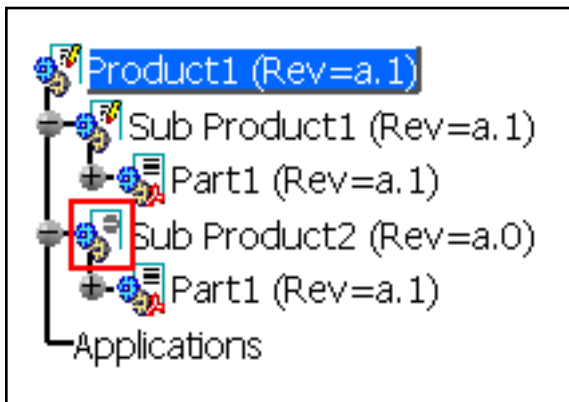 Product1 (Rev=a.1)
Sub Product1 (Rev=a.1)
Part1 (Rev=a.1)
Sub Product2 (Rev=a.0)
Part1 (Rev=a.1)
Applications